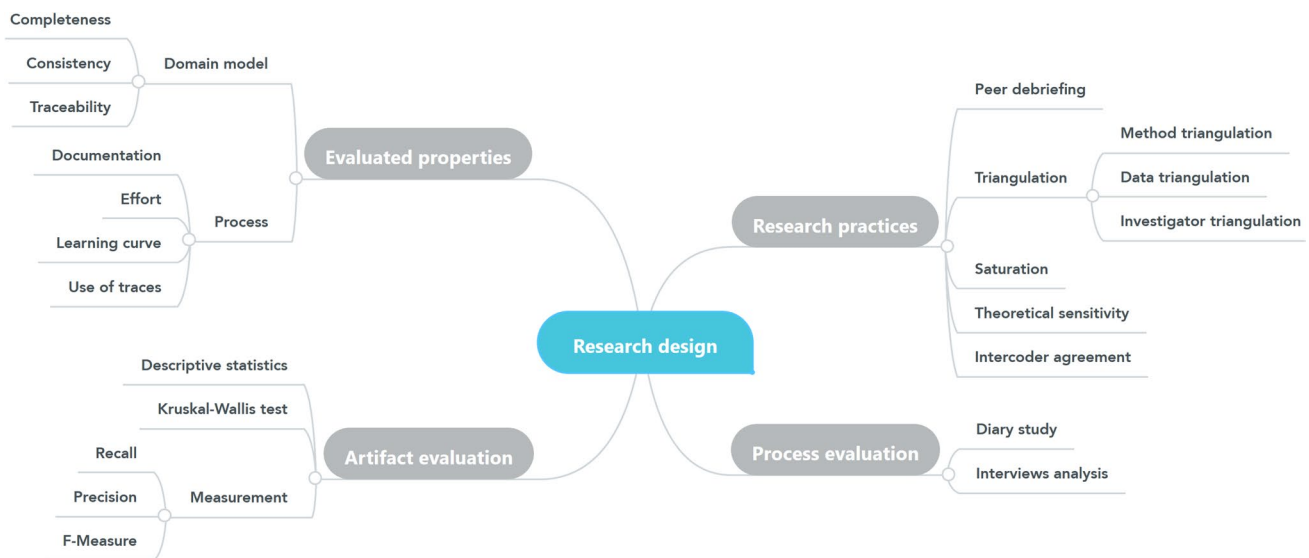 Completeness
Consistency
Traceability
Domain model
Documentation
Effort
Learning curve
Use of traces
Process
Evaluated properties
Descriptive statistics
Kruskal-Wallis test
Recall
Precision
F-Measure
Measurement
Artifact evaluation
Research design
Research practices
Peer debriefing
Triangulation
Method triangulation
Data triangulation
Investigator triangulation
Saturation
Theoretical sensitivity
Intercoder agreement
Process evaluation
Diary study
Interviews analysis